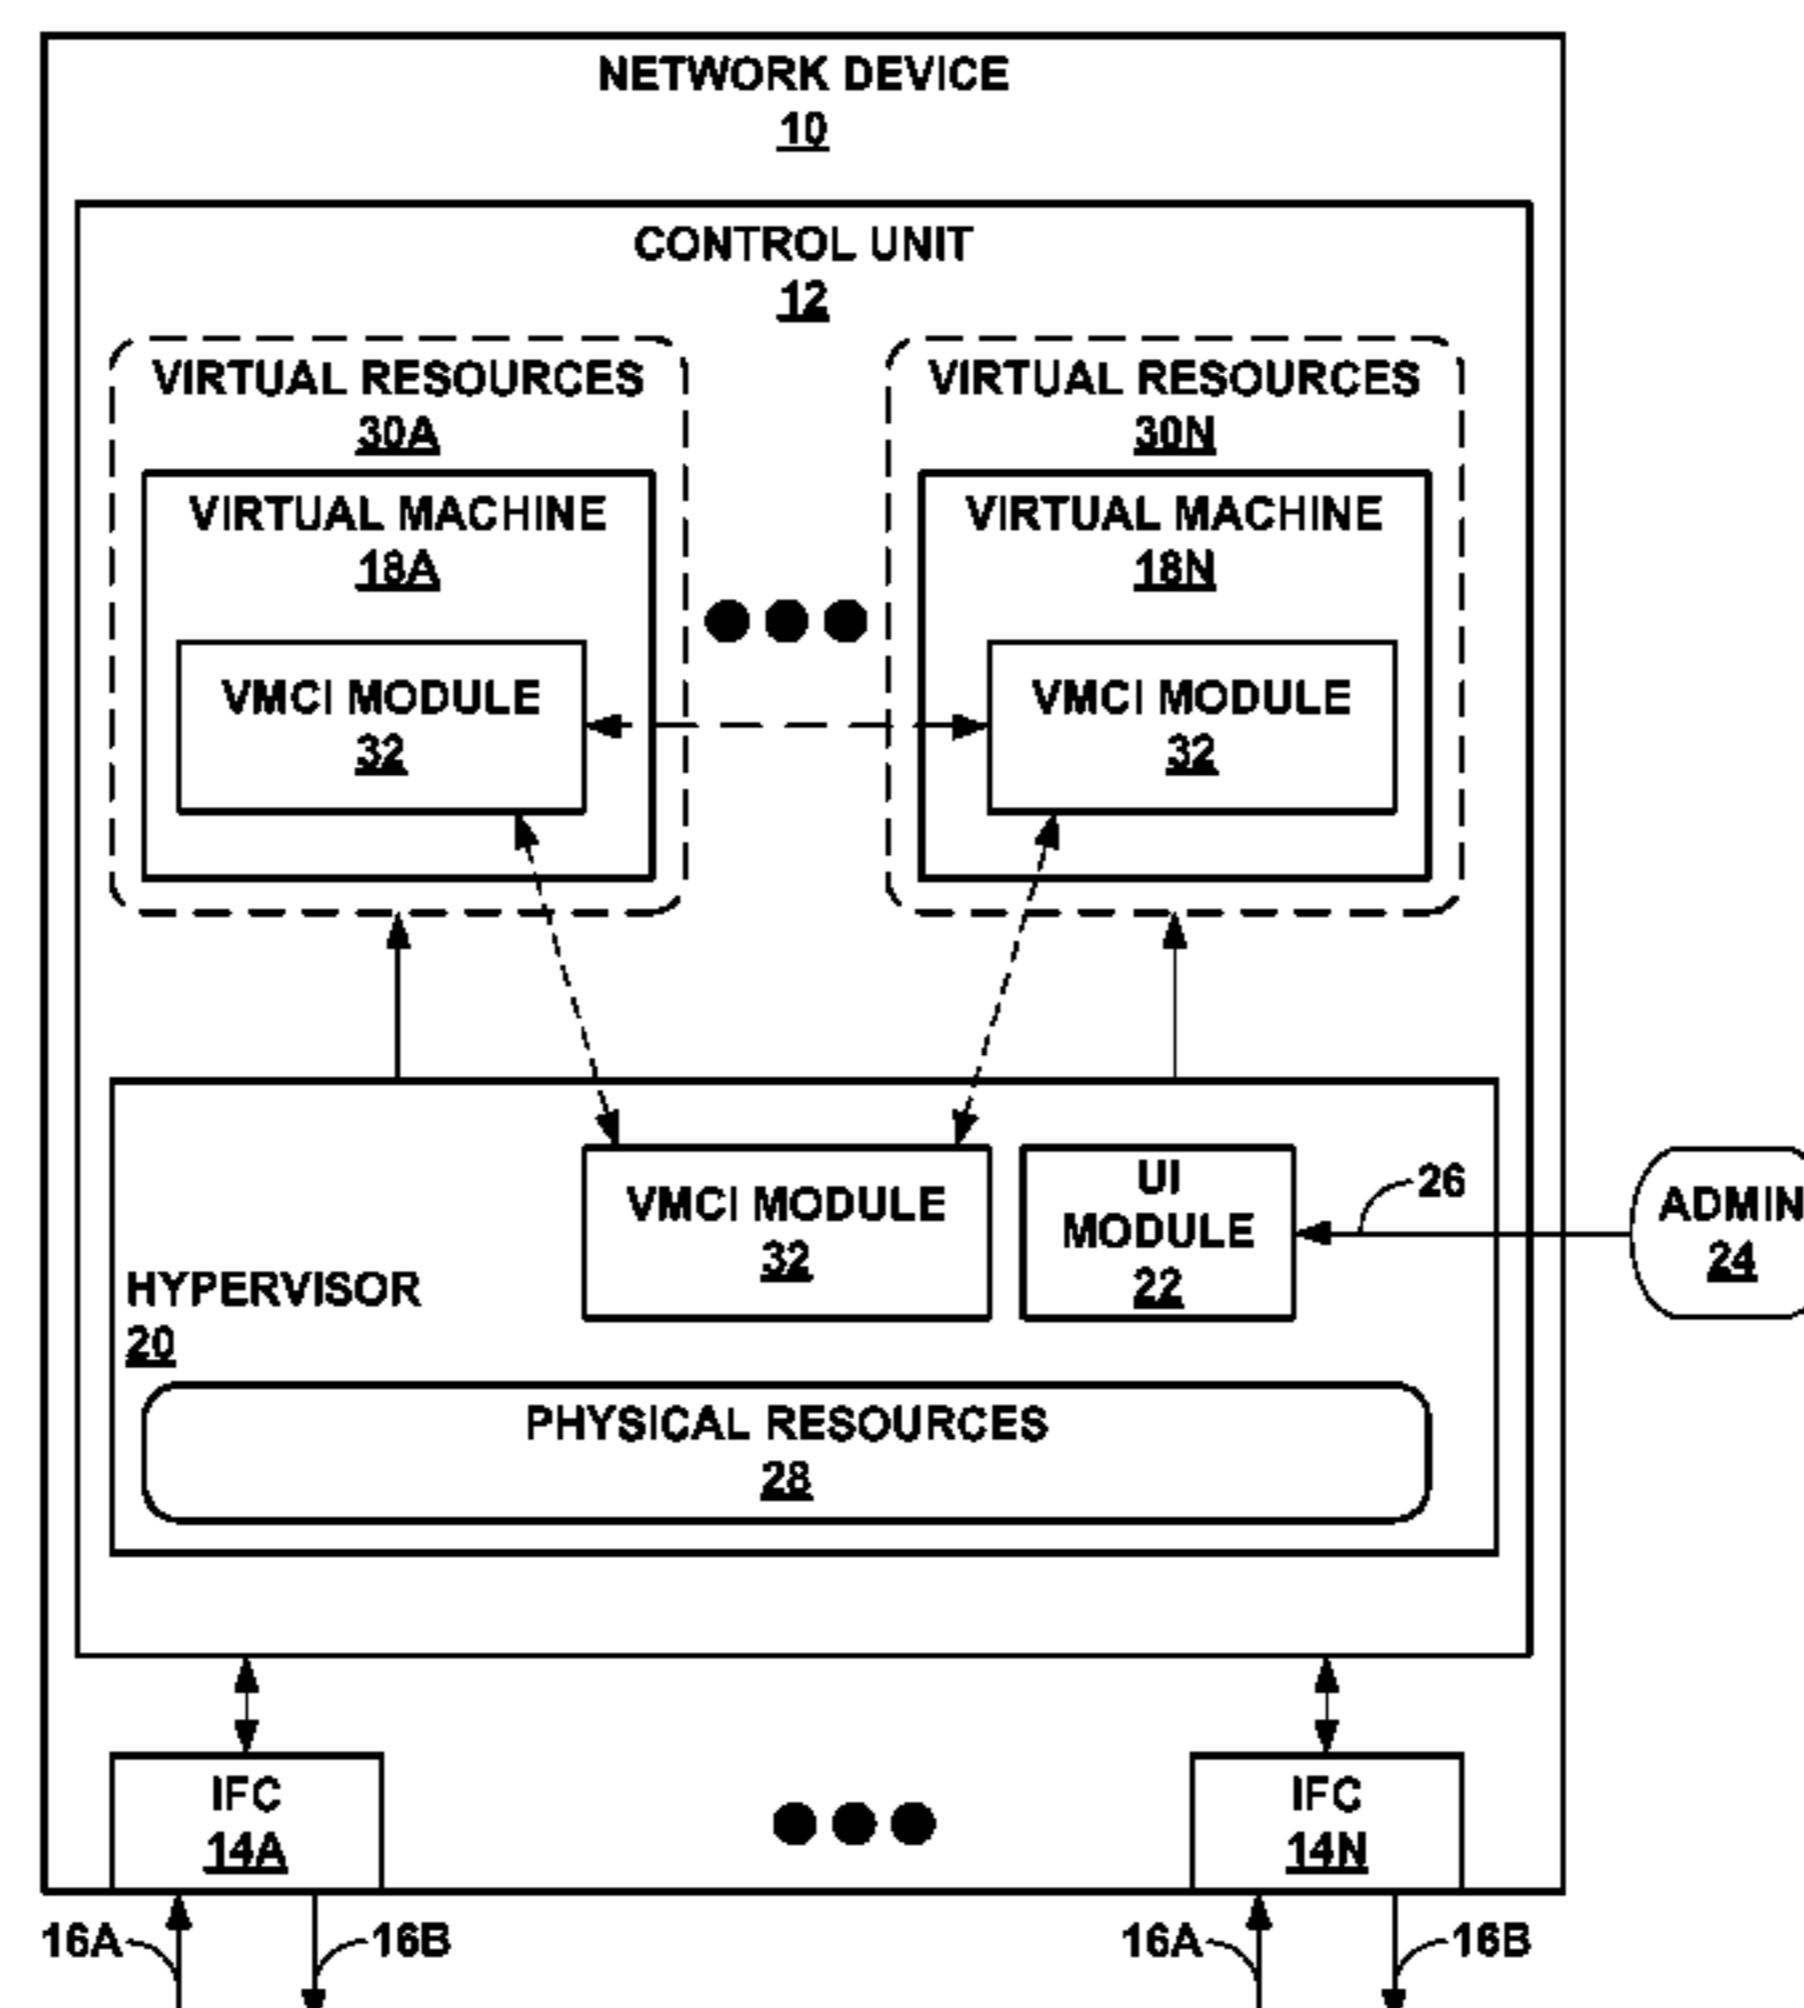 NETWORK DEVICE
10
CONTROL UNIT
12
VIRTUAL RESOURCES
30A
VIRTUAL MACHINE
18A
VMCI MODULE
32
VIRTUAL RESOURCES
30N
VIRTUAL MACHINE
18N
VMCI MODULE
32
VMCI MODULE
32
UI
MODULE
22
26
ADMIN
24
HYPERVISOR
20
PHYSICAL RESOURCES
28
IFC
14A
IFC
14N
16A
16B
16A
16B